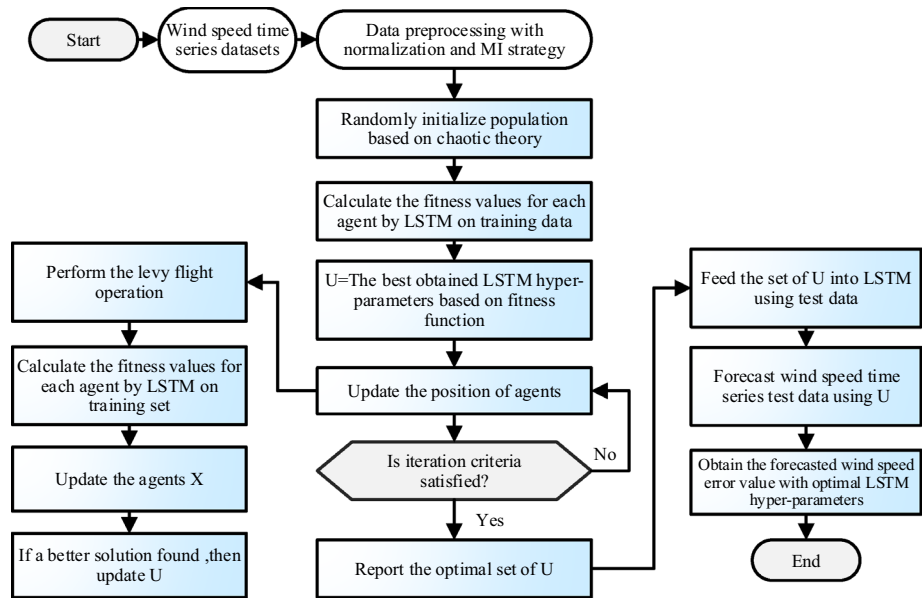 Start
Wind speed time
series datasets
Data preprocessing with
normalization and MI strategy
Randomly initialize population
based on chaotic theory
Calculate the fitness values for each
agent by LSTM on training data
U=The best obtained LSTM hyper-
parameters based on fitness
function
Update the position of agents
Is iteration criteria
satisfied?
No
Yes
Report the optimal set of U
Perform the levy flight
operation
Calculate the fitness values for
each agent by LSTM on
training set
Update the agents X
If a better solution found ,then
update U
Feed the set of U into LSTM
using test data
Forecast wind speed time
series test data using U
Obtain the forecasted wind speed
error value with optimal LSTM
hyper-parameters
End